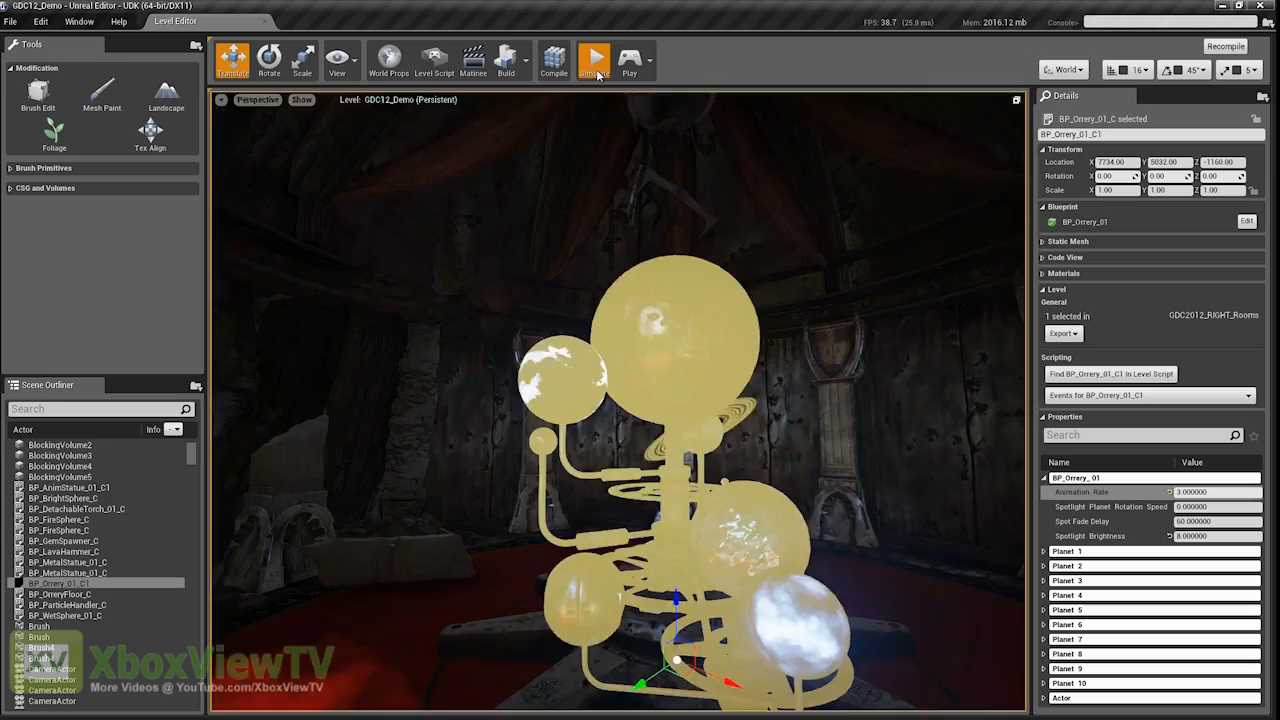 GDC12_Demo - Unreal Editor - UDK (64-bit/DX11)
File Edit Window Help Level Editor
FPS: 38.7 (25.9 ms) Mem: 2016.12 mb Console>
Tools
Modification
Brush Edit Mesh Paint Landscape
Foliage Tex Align
Brush Primitives
CSG and Volumes
Translate Rotate Scale View World Props Level Script Matinee Build Compile Simulate Play
Recompile
World 16 45° 5
Perspective Show Level: GDC12_Demo (Persistent)
Scene Outliner
Search
Actor Info
BlockingVolume2
BlockingVolume3
BlockingVolume4
BlockingVolume5
BP_AnimStatue_01_C1
BP_BrightSphere_C
BP_DetachableTorch_01_C
BP_FireSphere_C
BP_FireSphere_C
BP_GemSpawner_C
BP_LavaHammer_C
BP_MetalStatue_01_C
BP_MetalStatue_01_C
BP_Orrery_01_C1
BP_OrreryFloor_C
BP_ParticleHandler_C
BP_WetSphere_01_C
Brush
Brush
Brush4
Brush4
CameraActor
CameraActor
CameraActor
CameraActor
XboxViewTV
More Videos @ YouTube.com/XboxViewTV
Details
BP_Orrery_01_C selected
BP_Orrery_01_C1
Transform
Location X 7734.00 Y 5032.00 Z -1160.00
Rotation X 0.00 Y 0.00 Z 0.00
Scale X 1.00 Y 1.00 Z 1.00
Blueprint
BP_Orrery_01 Edit
Static Mesh
Code View
Materials
Level
General
1 selected in GDC2012_RIGHT_Rooms
Export
Scripting
Find BP_Orrery_01_C1 In Level Script
Events for BP_Orrery_01_C1
Properties
Search
Name Value
BP_Orrery_ 01
Animation Rate 3.000000
Spotlight Planet Rotation Speed 0.000000
Spot Fade Delay 60.000000
Spotlight Brightness 8.000000
Planet 1
Planet 2
Planet 3
Planet 4
Planet 5
Planet 6
Planet 7
Planet 8
Planet 9
Planet 10
Actor